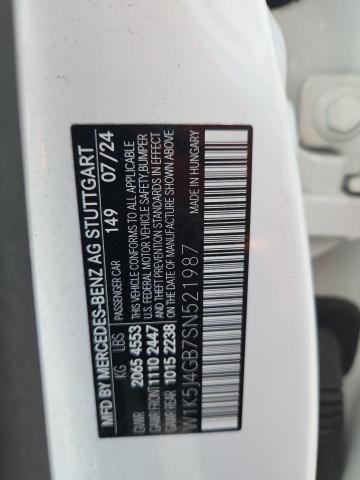 MFD BY MERCEDES-BENZ AG STUTTGART
149 07/24
PASSENGER CAR
KG LBS
GVWR 2065 4553
GAWR FRONT 1110 2447
GAWR REAR 1015 2238
THIS VEHICLE CONFORMS TO ALL APPLICABLE
U.S. FEDERAL MOTOR VEHICLE SAFETY, BUMPER
AND THEFT PREVENTION STANDARDS IN EFFECT
ON THE DATE OF MANUFACTURE SHOWN ABOVE
MADE IN HUNGARY
W1K5J4GB7SN521987